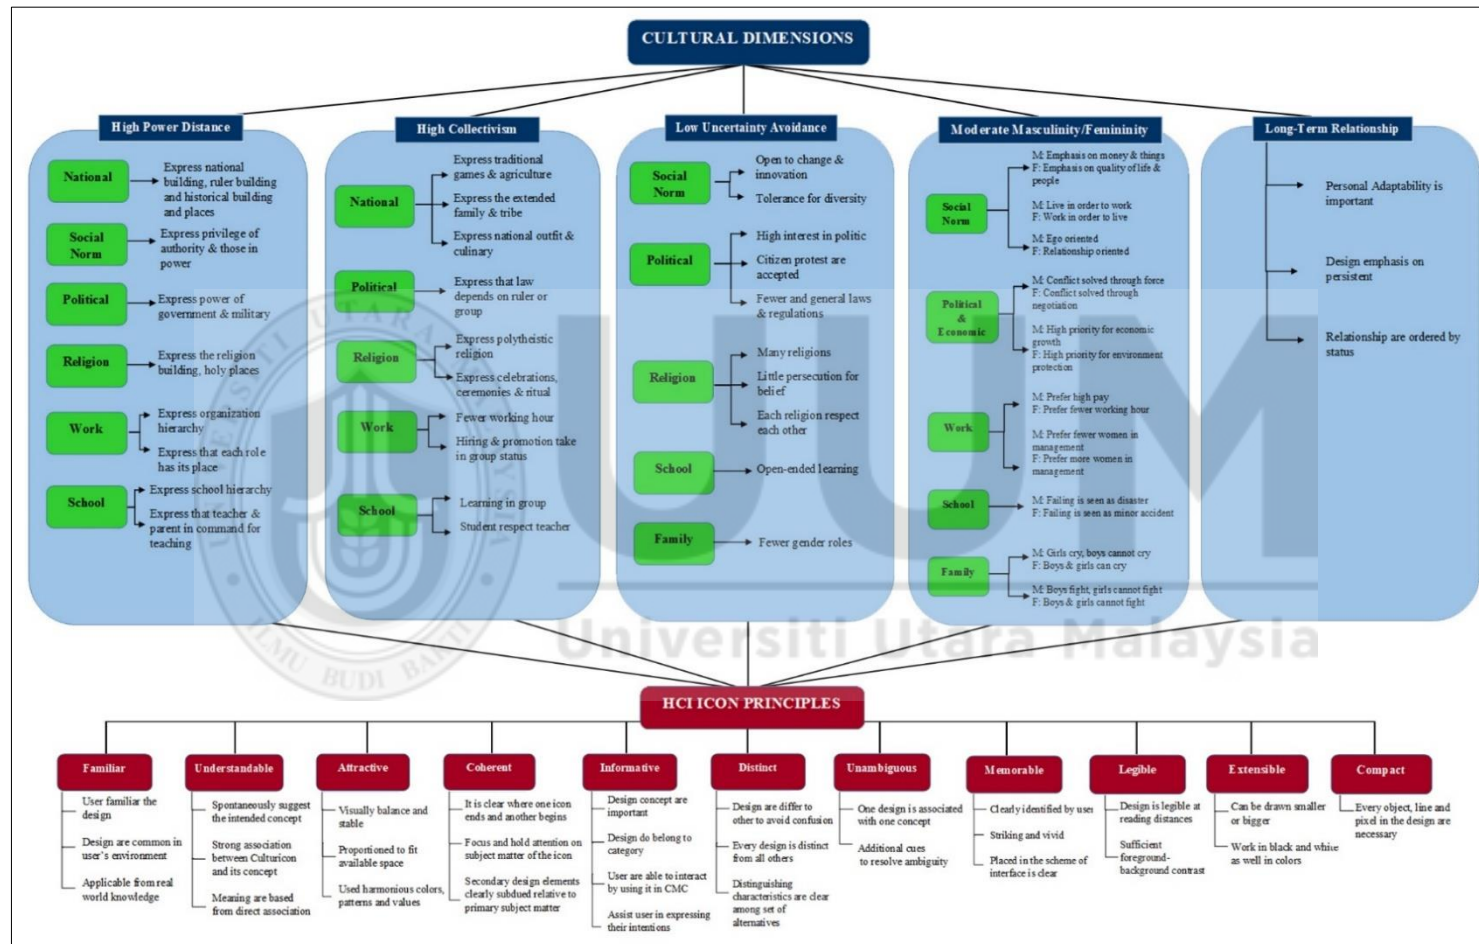 CULTURAL DIMENSIONS
High Power Distance
National
Express national
building, ruler building
and historical building
and places
Social
Norm
Express privilege of
authority & those in
power
Political
Express power of
government & military
Religion
Express the religion
building, holy places
Work
Express organization
hierarchy
Express that each role
has its place
School
Express school hierarchy
Express that teacher &
parent in command for
teaching
High Collectivism
National
Express traditional
games & agriculture
Express the extended
family & tribe
Express national outfit &
culinary
Political
Express that law
depends on ruler or
group
Religion
Express polytheistic
religion
Express celebrations,
ceremonies & ritual
Work
Fewer working hour
Hiring & promotion take
in group status
School
Learning in group
Student respect teacher
Low Uncertainty Avoidance
Social
Norm
Open to change &
innovation
Tolerance for diversity
Political
High interest in politic
Citizen protest are
accepted
Fewer and general laws
& regulations
Religion
Many religions
Little persecution for
belief
Each religion respect
each other
School
Open-ended learning
Family
Fewer gender roles
Moderate Masculinity/Femininity
Social
Norm
M: Emphasis on money & things
F: Emphasis on quality of life &
people
M: Live in order to work
F: Work in order to live
M: Ego oriented
F: Relationship oriented
Political
&
Economic
M: Conflict solved through force
F: Conflict solved through
negotiation
M: High priority for economic
growth
F: High priority for environment
protection
Work
M: Prefer high pay
F: Prefer fewer working hour
M: Prefer fewer women in
management
F: Prefer more women in
management
School
M: Failing is seen as disaster
F: Failing is seen as minor accident
Family
M: Girls cry, boys cannot cry
F: Boys & girls can cry
M: Boys fight, girls cannot fight
F: Boys & girls cannot fight
Long-Term Relationship
Personal Adaptability is
important
Design emphasis on
persistent
Relationship are ordered by
status
UUM
Universiti Utara Malaysia
UNIVERSITI UTARA MALAYSIA
ILMU BUDI BAKTI
HCI ICON PRINCIPLES
Familiar
User familiar the
design
Design are common in
user's environment
Applicable from real
world knowledge
Understandable
Spontaneously suggest
the intended concept
Strong association
between Culturicon
and its concept
Meaning are based
from direct association
Attractive
Visually balance and
stable
Proportioned to fit
available space
Used harmonious colors,
patterns and values
Coherent
It is clear where one icon
ends and another begins
Focus and hold attention on
subject matter of the icon
Secondary design elements
clearly subdued relative to
primary subject matter
Informative
Design concept are
important
Design do belong to
category
User are able to interact
by using it in CMC
Assist user in expressing
their intentions
Distinct
Design are differ to
other to avoid confusion
Every design is distinct
from all others
Distinguishing
characteristics are clear
among set of
alternatives
Unambiguous
One design is associated
with one concept
Additional cues
to resolve ambiguity
Memorable
Clearly identified by user
Striking and vivid
Placed in the scheme of
interface is clear
Legible
Design is legible at
reading distances
Sufficient
foreground-
background contrast
Extensible
Can be drawn smaller
or bigger
Work in black and white
as well in colors
Compact
Every object, line and
pixel in the design are
necessary